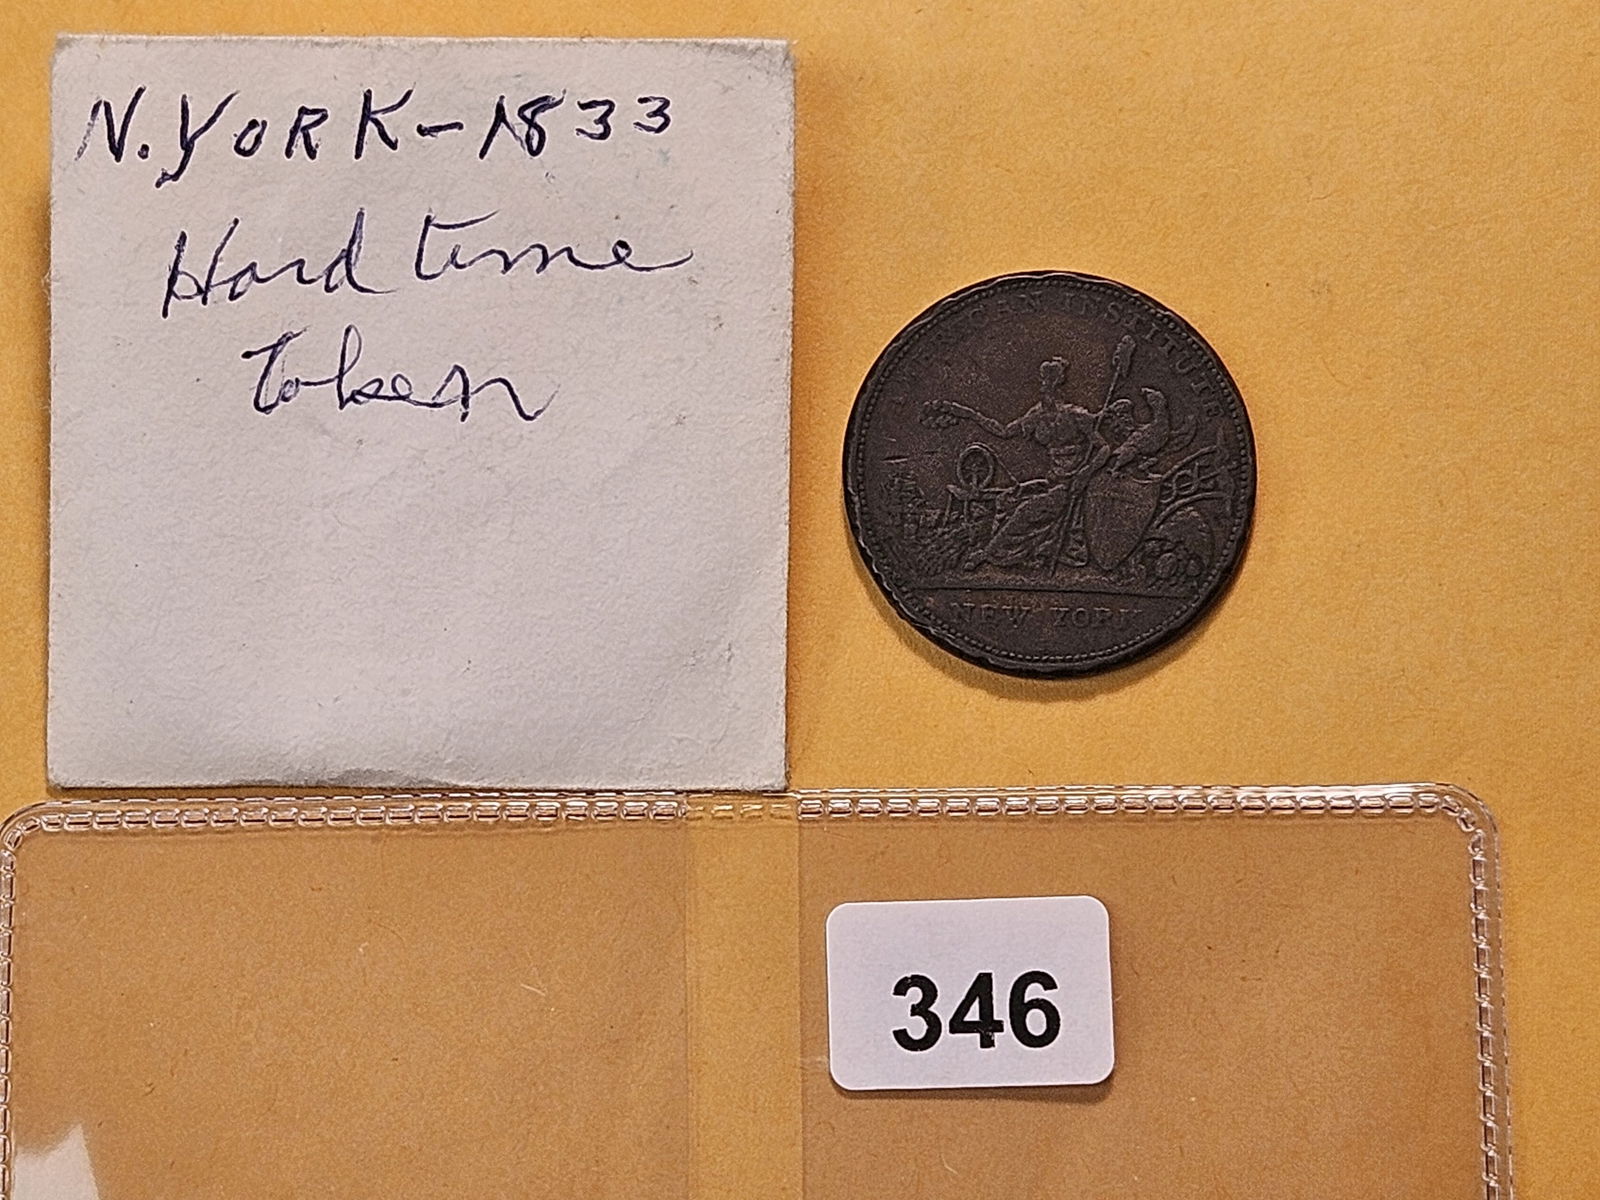 N. YORK - 1833
Hard time
Token
AMERICAN INSTITUTE
NEW YORK
346